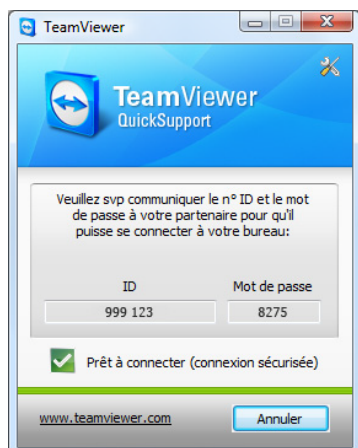 TeamViewer
TeamViewer
QuickSupport
Veuillez svp communiquer le n° ID et le mot
de passe à votre partenaire pour qu'il
puisse se connecter à votre bureau:
ID Mot de passe
999 123 8275
Prêt à connecter (connexion sécurisée)
www.teamviewer.com Annuler